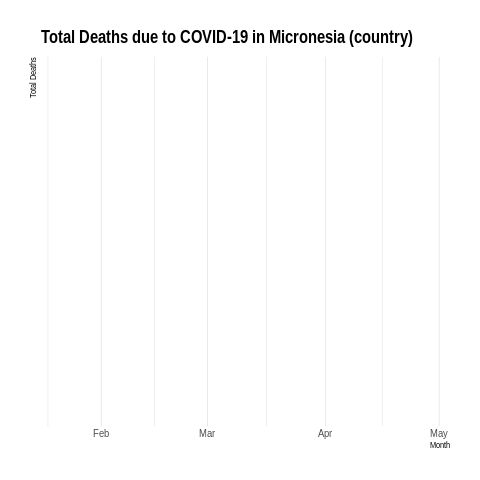 Total Deaths due to COVID-19 in Micronesia (country)
Total Deaths
Feb Mar Apr May
Month